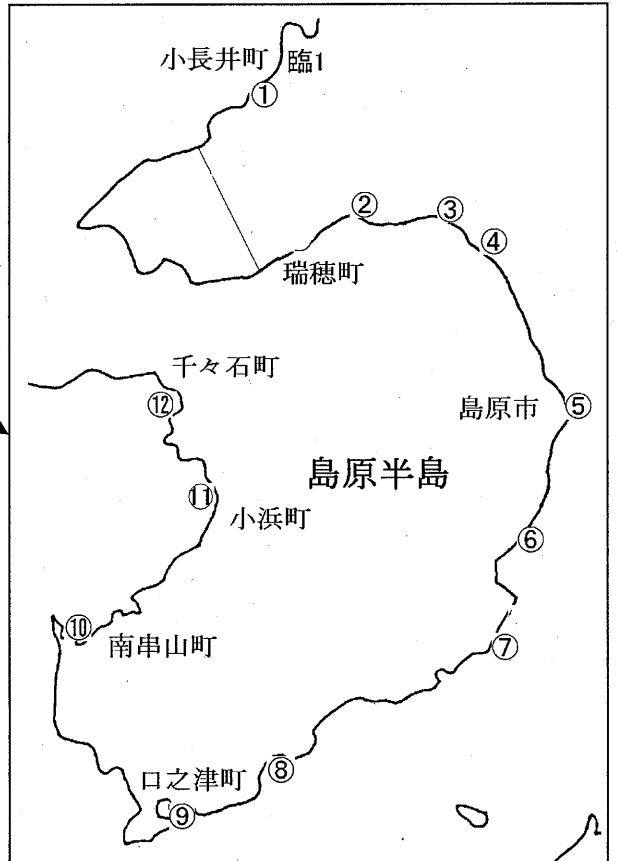 小長井町
臨1
①
②
③
④
瑞穂町
千々石町
⑫
島原市
⑤
島原半島
⑪
小浜町
⑥
⑩
南串山町
⑦
口之津町
⑧
⑨